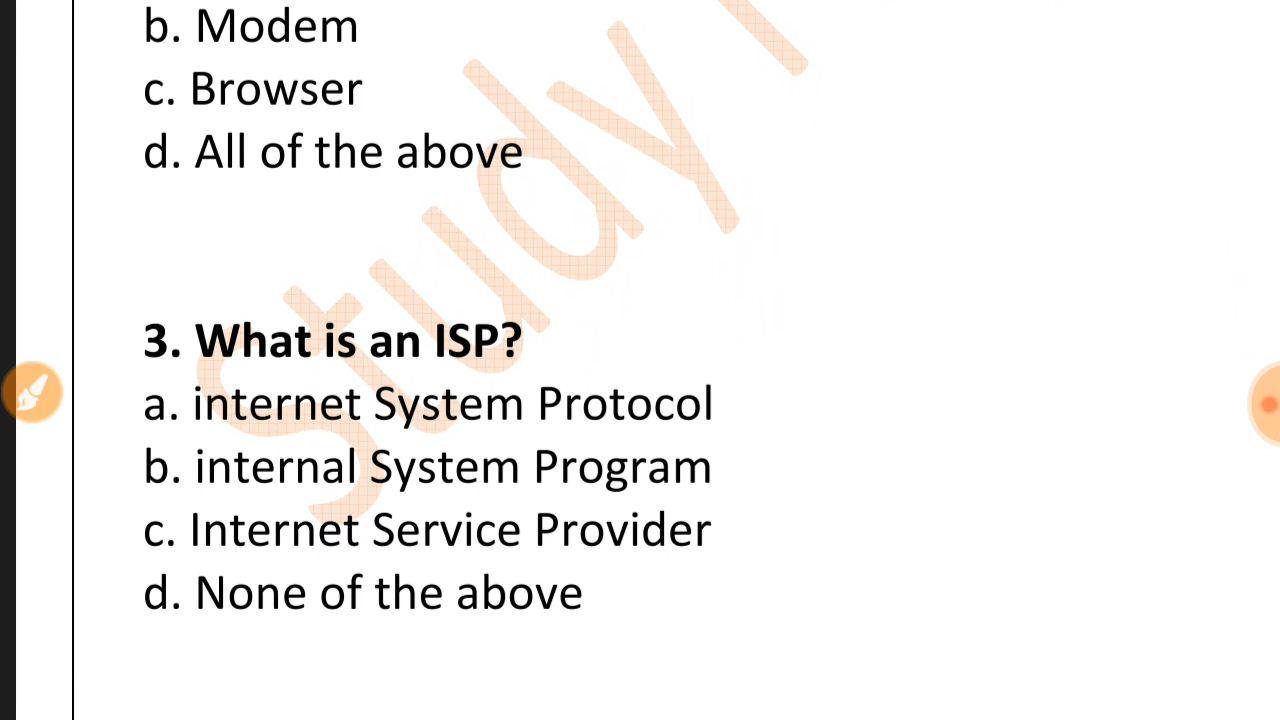 b. Modem
c. Browser
d. All of the above
3. What is an ISP?
a. internet System Protocol
b. internal System Program
c. Internet Service Provider
d. None of the above
Study